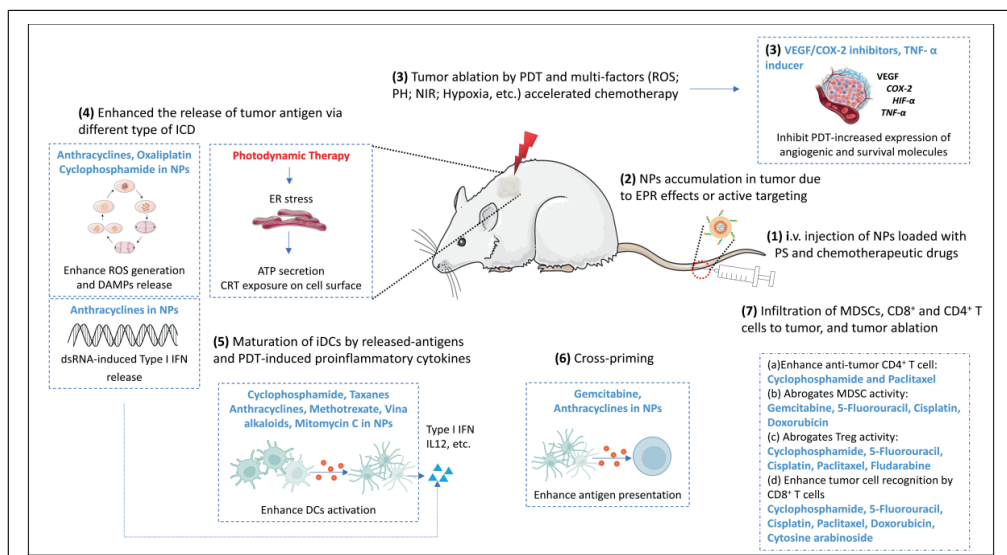 (3) Tumor ablation by PDT and multi-factors (ROS;
PH; NIR; Hypoxia, etc.) accelerated chemotherapy
(3) VEGF/COX-2 inhibitors, TNF- α
inducer
VEGF
COX-2
HIF-α
TNF-α
Inhibit PDT-increased expression of
angiogenic and survival molecules
(4) Enhanced the release of tumor antigen via
different type of ICD
Anthracyclines, Oxaliplatin
Cyclophosphamide in NPs
Enhance ROS generation
and DAMPs release
Anthracyclines in NPs
dsRNA-induced Type I IFN
release
Photodynamic Therapy
ER stress
ATP secretion
CRT exposure on cell surface
(2) NPs accumulation in tumor due
to EPR effects or active targeting
(1) i.v. injection of NPs loaded with
PS and chemotherapeutic drugs
(5) Maturation of iDCs by released-antigens
and PDT-induced proinflammatory cytokines
Cyclophosphamide, Taxanes
Anthracyclines, Methotrexate, Vina
alkaloids, Mitomycin C in NPs
Type I IFN
IL12, etc.
Enhance DCs activation
(6) Cross-priming
Gemcitabine,
Anthracyclines in NPs
Enhance antigen presentation
(7) Infiltration of MDSCs, CD8⁺ and CD4⁺ T
cells to tumor, and tumor ablation
(a)Enhance anti-tumor CD4⁺ T cell:
Cyclophosphamide and Paclitaxel
(b) Abrogates MDSC activity:
Gemcitabine, 5-Fluorouracil, Cisplatin,
Doxorubicin
(c) Abrogates Treg activity:
Cyclophosphamide, 5-Fluorouracil,
Cisplatin, Paclitaxel, Fludarabine
(d) Enhance tumor cell recognition by
CD8⁺ T cells
Cyclophosphamide, 5-Fluorouracil,
Cisplatin, Paclitaxel, Doxorubicin,
Cytosine arabinoside